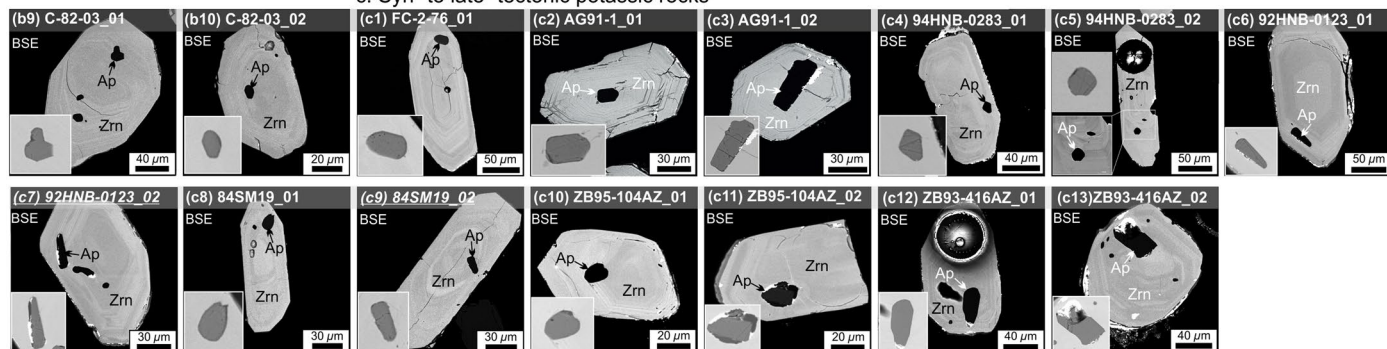 c. Syn- to late- tectonic potassic rocks
(b9) C-82-03_01 (b10) C-82-03_02 (c1) FC-2-76_01 (c2) AG91-1_01 (c3) AG91-1_02 (c4) 94HNB-0283_01 (c5) 94HNB-0283_02 (c6) 92HNB-0123_01
BSE BSE BSE BSE BSE BSE BSE BSE
Ap Ap Ap Ap Ap Ap Ap Ap
Zrn Zrn Zrn Zrn Zrn Zrn Zrn Zrn
40 µm 20 µm 50 µm 30 µm 30 µm 40 µm 50 µm 50 µm
(c7) 92HNB-0123_02 (c8) 84SM19_01 (c9) 84SM19_02 (c10) ZB95-104AZ_01 (c11) ZB95-104AZ_02 (c12) ZB93-416AZ_01 (c13)ZB93-416AZ_02
BSE BSE BSE BSE BSE BSE BSE
Ap Ap Ap Ap Ap Ap Ap
Zrn Zrn Zrn Zrn Zrn Zrn Zrn
30 µm 30 µm 30 µm 20 µm 20 µm 40 µm 40 µm